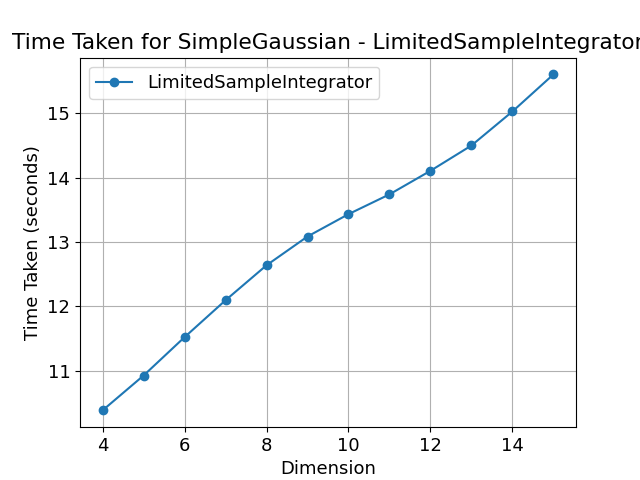 Time Taken for SimpleGaussian - LimitedSampleIntegrator
LimitedSampleIntegrator
Time Taken (seconds)
15
14
13
12
11
4 6 8 10 12 14
Dimension